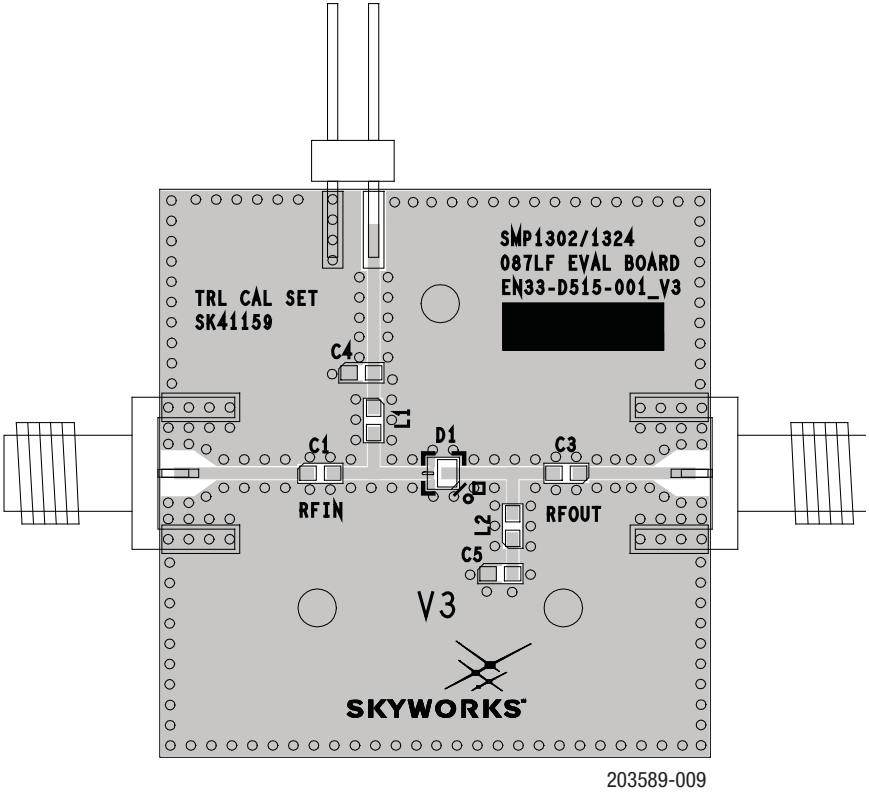 SMP1302/1324
087LF EVAL BOARD
EN33-D515-001_V3
TRL CAL SET
SK41159
C4
L1
C1
D1
C3
RFIN
L2
RFOUT
C5
V3
SKYWORKS
203589-009